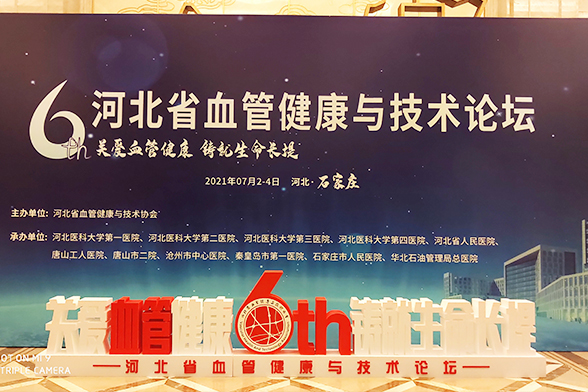 6th 河北省血管健康与技术论坛
关爱血管健康 铸就生命长堤
2021年07月2-4日 河北·石家庄
主办单位：河北省血管健康与技术协会
承办单位：河北医科大学第一医院、河北医科大学第二医院、河北医科大学第三医院、河北医科大学第四医院、河北省人民医院、
唐山工人医院、唐山市二院、沧州市中心医院、秦皇岛市第一医院、石家庄市人民医院、华北石油管理局总医院
关爱血管健康6th铸就生命长堤
河北省血管健康与技术论坛
OT ON MI 9
TRIPLE CAMERA